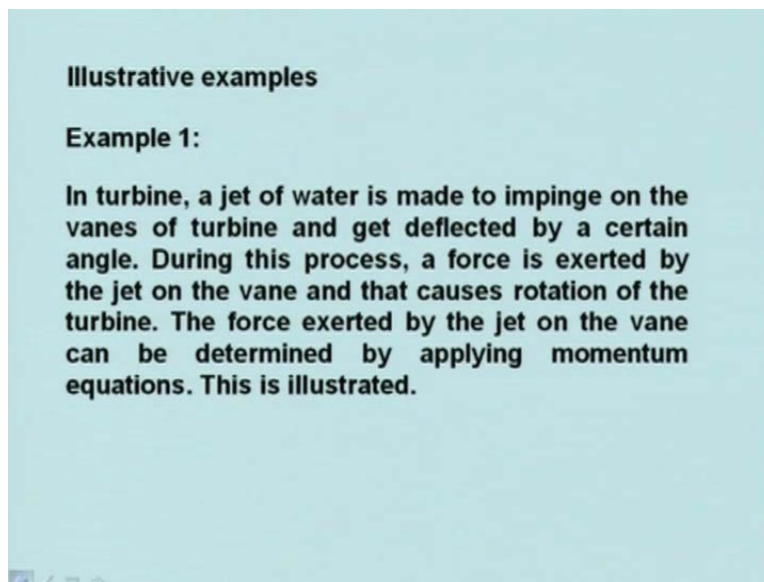 Illustrative examples
Example 1:
In turbine, a jet of water is made to impinge on the
vanes of turbine and get deflected by a certain
angle. During this process, a force is exerted by
the jet on the vane and that causes rotation of the
turbine. The force exerted by the jet on the vane
can be determined by applying momentum
equations. This is illustrated.